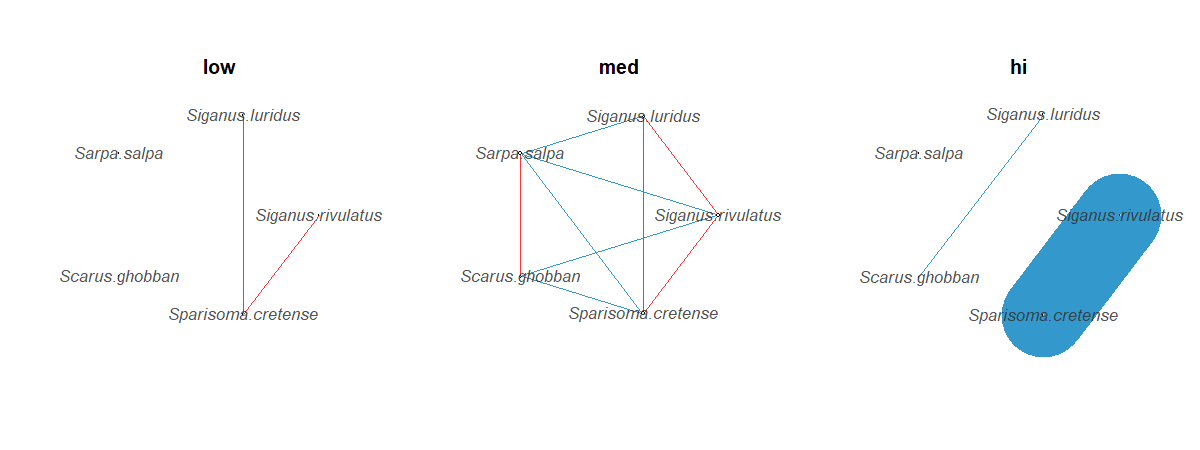 low
Siganus.luridus
Sarpa.salpa
Siganus.rivulatus
Scarus.ghobban
Sparisoma.cretense
med
Siganus.luridus
Sarpa.salpa
Siganus.rivulatus
Scarus.ghobban
Sparisoma.cretense
hi
Siganus.luridus
Sarpa.salpa
Siganus.rivulatus
Scarus.ghobban
Sparisoma.cretense